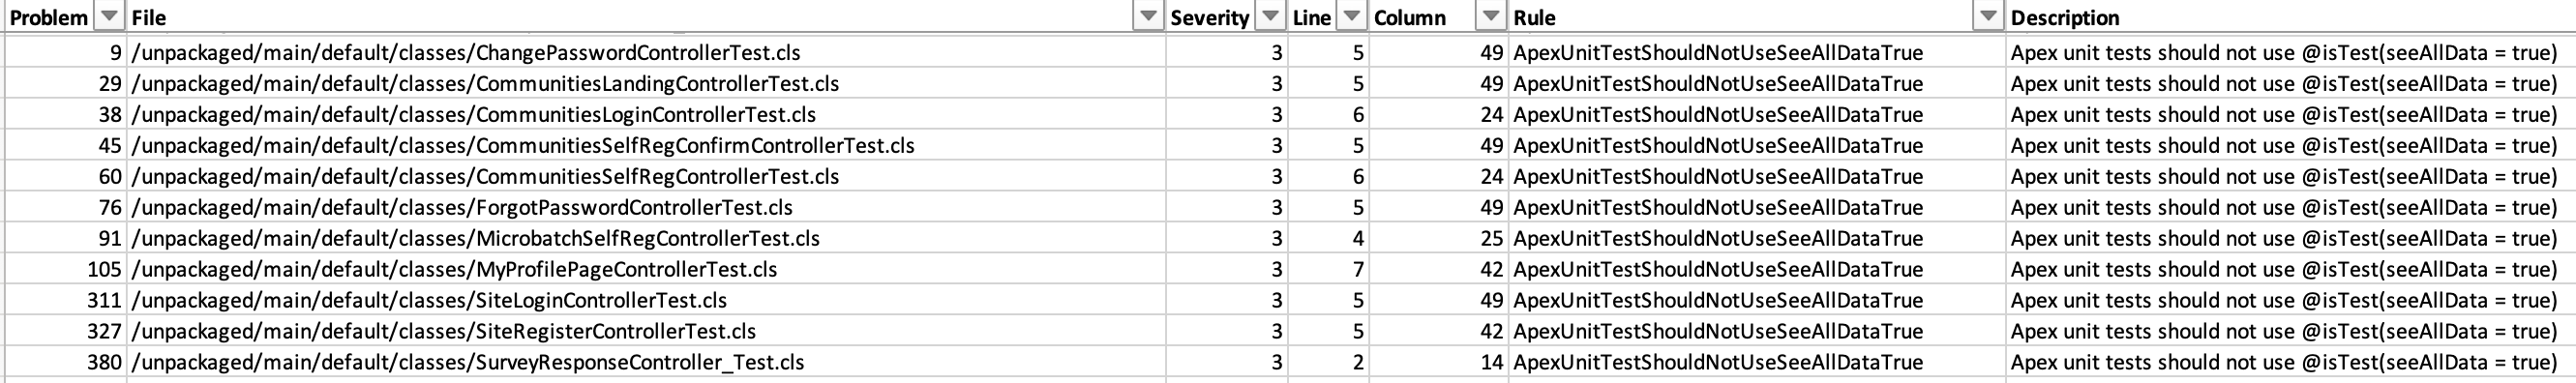 Problem File Severity Line Column Rule Description
9 /unpackaged/main/default/classes/ChangePasswordControllerTest.cls 3 5 49 ApexUnitTestShouldNotUseSeeAllDataTrue Apex unit tests should not use @isTest(seeAllData = true)
29 /unpackaged/main/default/classes/CommunitiesLandingControllerTest.cls 3 5 49 ApexUnitTestShouldNotUseSeeAllDataTrue Apex unit tests should not use @isTest(seeAllData = true)
38 /unpackaged/main/default/classes/CommunitiesLoginControllerTest.cls 3 6 24 ApexUnitTestShouldNotUseSeeAllDataTrue Apex unit tests should not use @isTest(seeAllData = true)
45 /unpackaged/main/default/classes/CommunitiesSelfRegConfirmControllerTest.cls 3 5 49 ApexUnitTestShouldNotUseSeeAllDataTrue Apex unit tests should not use @isTest(seeAllData = true)
60 /unpackaged/main/default/classes/CommunitiesSelfRegControllerTest.cls 3 6 24 ApexUnitTestShouldNotUseSeeAllDataTrue Apex unit tests should not use @isTest(seeAllData = true)
76 /unpackaged/main/default/classes/ForgotPasswordControllerTest.cls 3 5 49 ApexUnitTestShouldNotUseSeeAllDataTrue Apex unit tests should not use @isTest(seeAllData = true)
91 /unpackaged/main/default/classes/MicrobatchSelfRegControllerTest.cls 3 4 25 ApexUnitTestShouldNotUseSeeAllDataTrue Apex unit tests should not use @isTest(seeAllData = true)
105 /unpackaged/main/default/classes/MyProfilePageControllerTest.cls 3 7 42 ApexUnitTestShouldNotUseSeeAllDataTrue Apex unit tests should not use @isTest(seeAllData = true)
311 /unpackaged/main/default/classes/SiteLoginControllerTest.cls 3 5 49 ApexUnitTestShouldNotUseSeeAllDataTrue Apex unit tests should not use @isTest(seeAllData = true)
327 /unpackaged/main/default/classes/SiteRegisterControllerTest.cls 3 5 42 ApexUnitTestShouldNotUseSeeAllDataTrue Apex unit tests should not use @isTest(seeAllData = true)
380 /unpackaged/main/default/classes/SurveyResponseController_Test.cls 3 2 14 ApexUnitTestShouldNotUseSeeAllDataTrue Apex unit tests should not use @isTest(seeAllData = true)